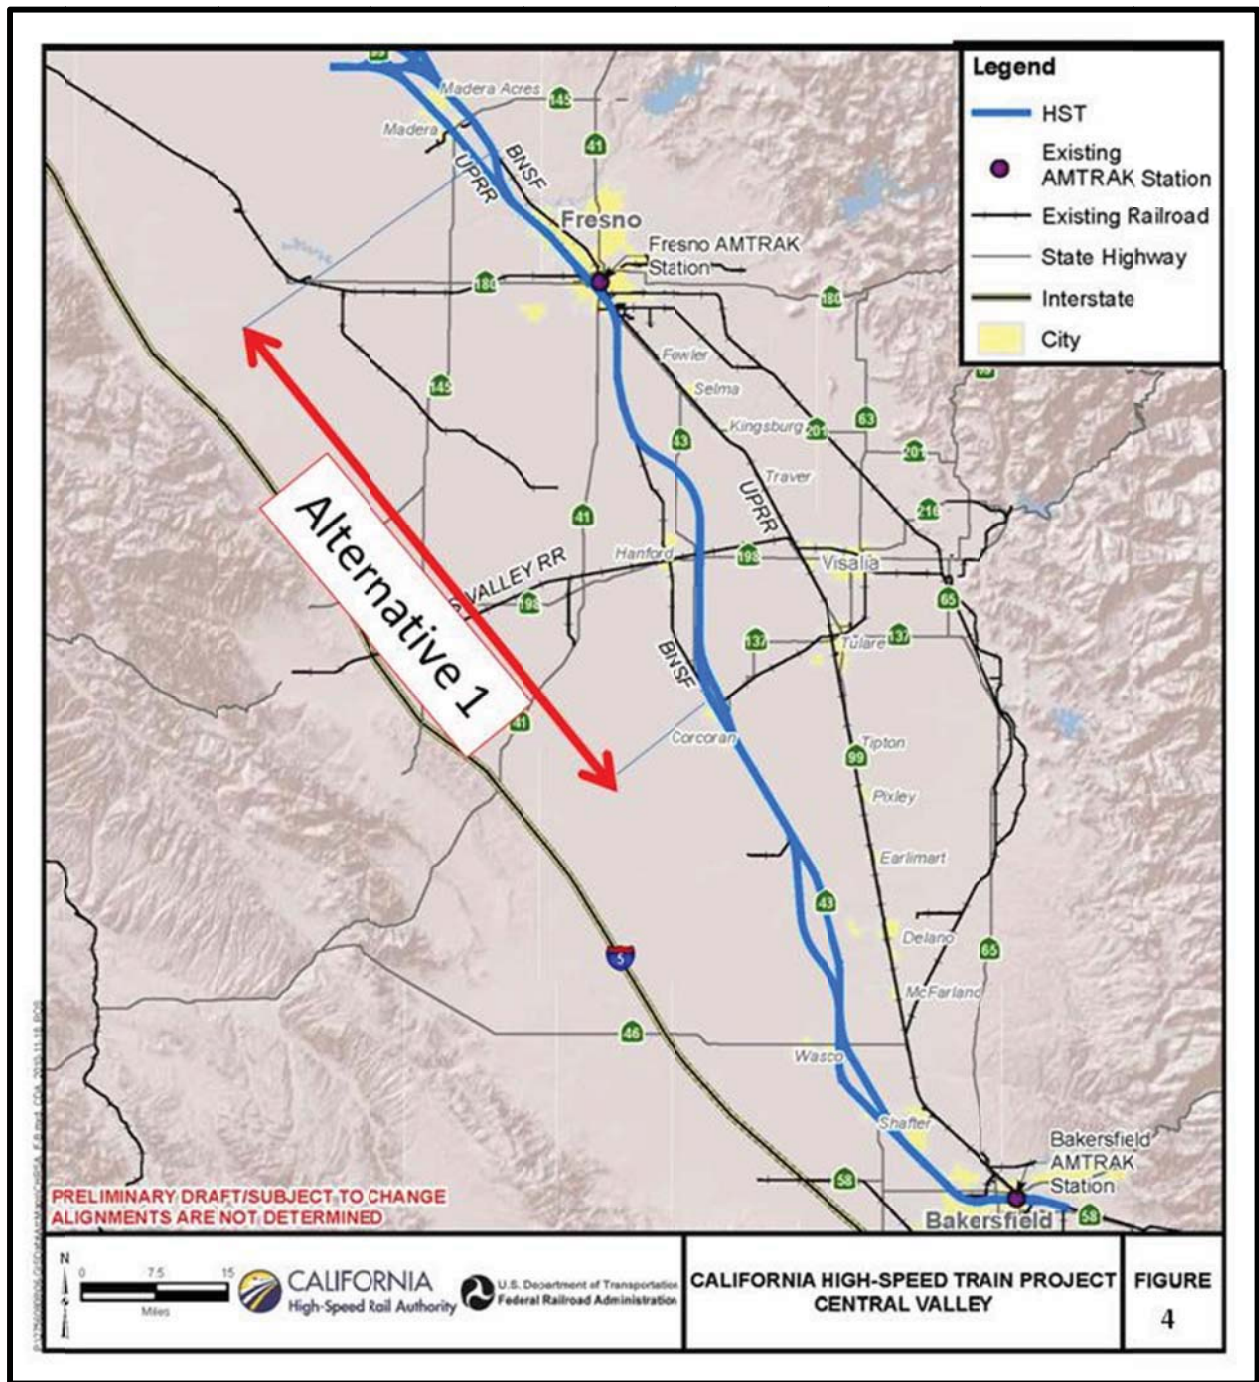 Legend
HST
Existing
AMTRAK Station
Existing Railroad
State Highway
Interstate
City
99
Madera Acres
145
Madera
41
BNSF
UPRR
Fresno
Fresno AMTRAK
Station
180
180
Fowler
145
Selma
63
Kingsburg
201
43
201
Traver
UPRR
216
41
Hanford
198
Visalia
VALLEY RR
198
65
Alternative 1
137
137
Tulare
BNSF
41
Corcoran
Tipton
99
Pixley
Earlimart
43
Delano
65
5
McFarland
46
Wasco
Shafter
Bakersfield
AMTRAK
Station
58
58
Bakersfield
PRELIMINARY DRAFT/SUBJECT TO CHANGE
ALIGNMENTS ARE NOT DETERMINED
N
0 7.5 15
Miles
CALIFORNIA
High-Speed Rail Authority
U.S. Department of Transportation
Federal Railroad Administration
CALIFORNIA HIGH-SPEED TRAIN PROJECT
CENTRAL VALLEY
FIGURE
4